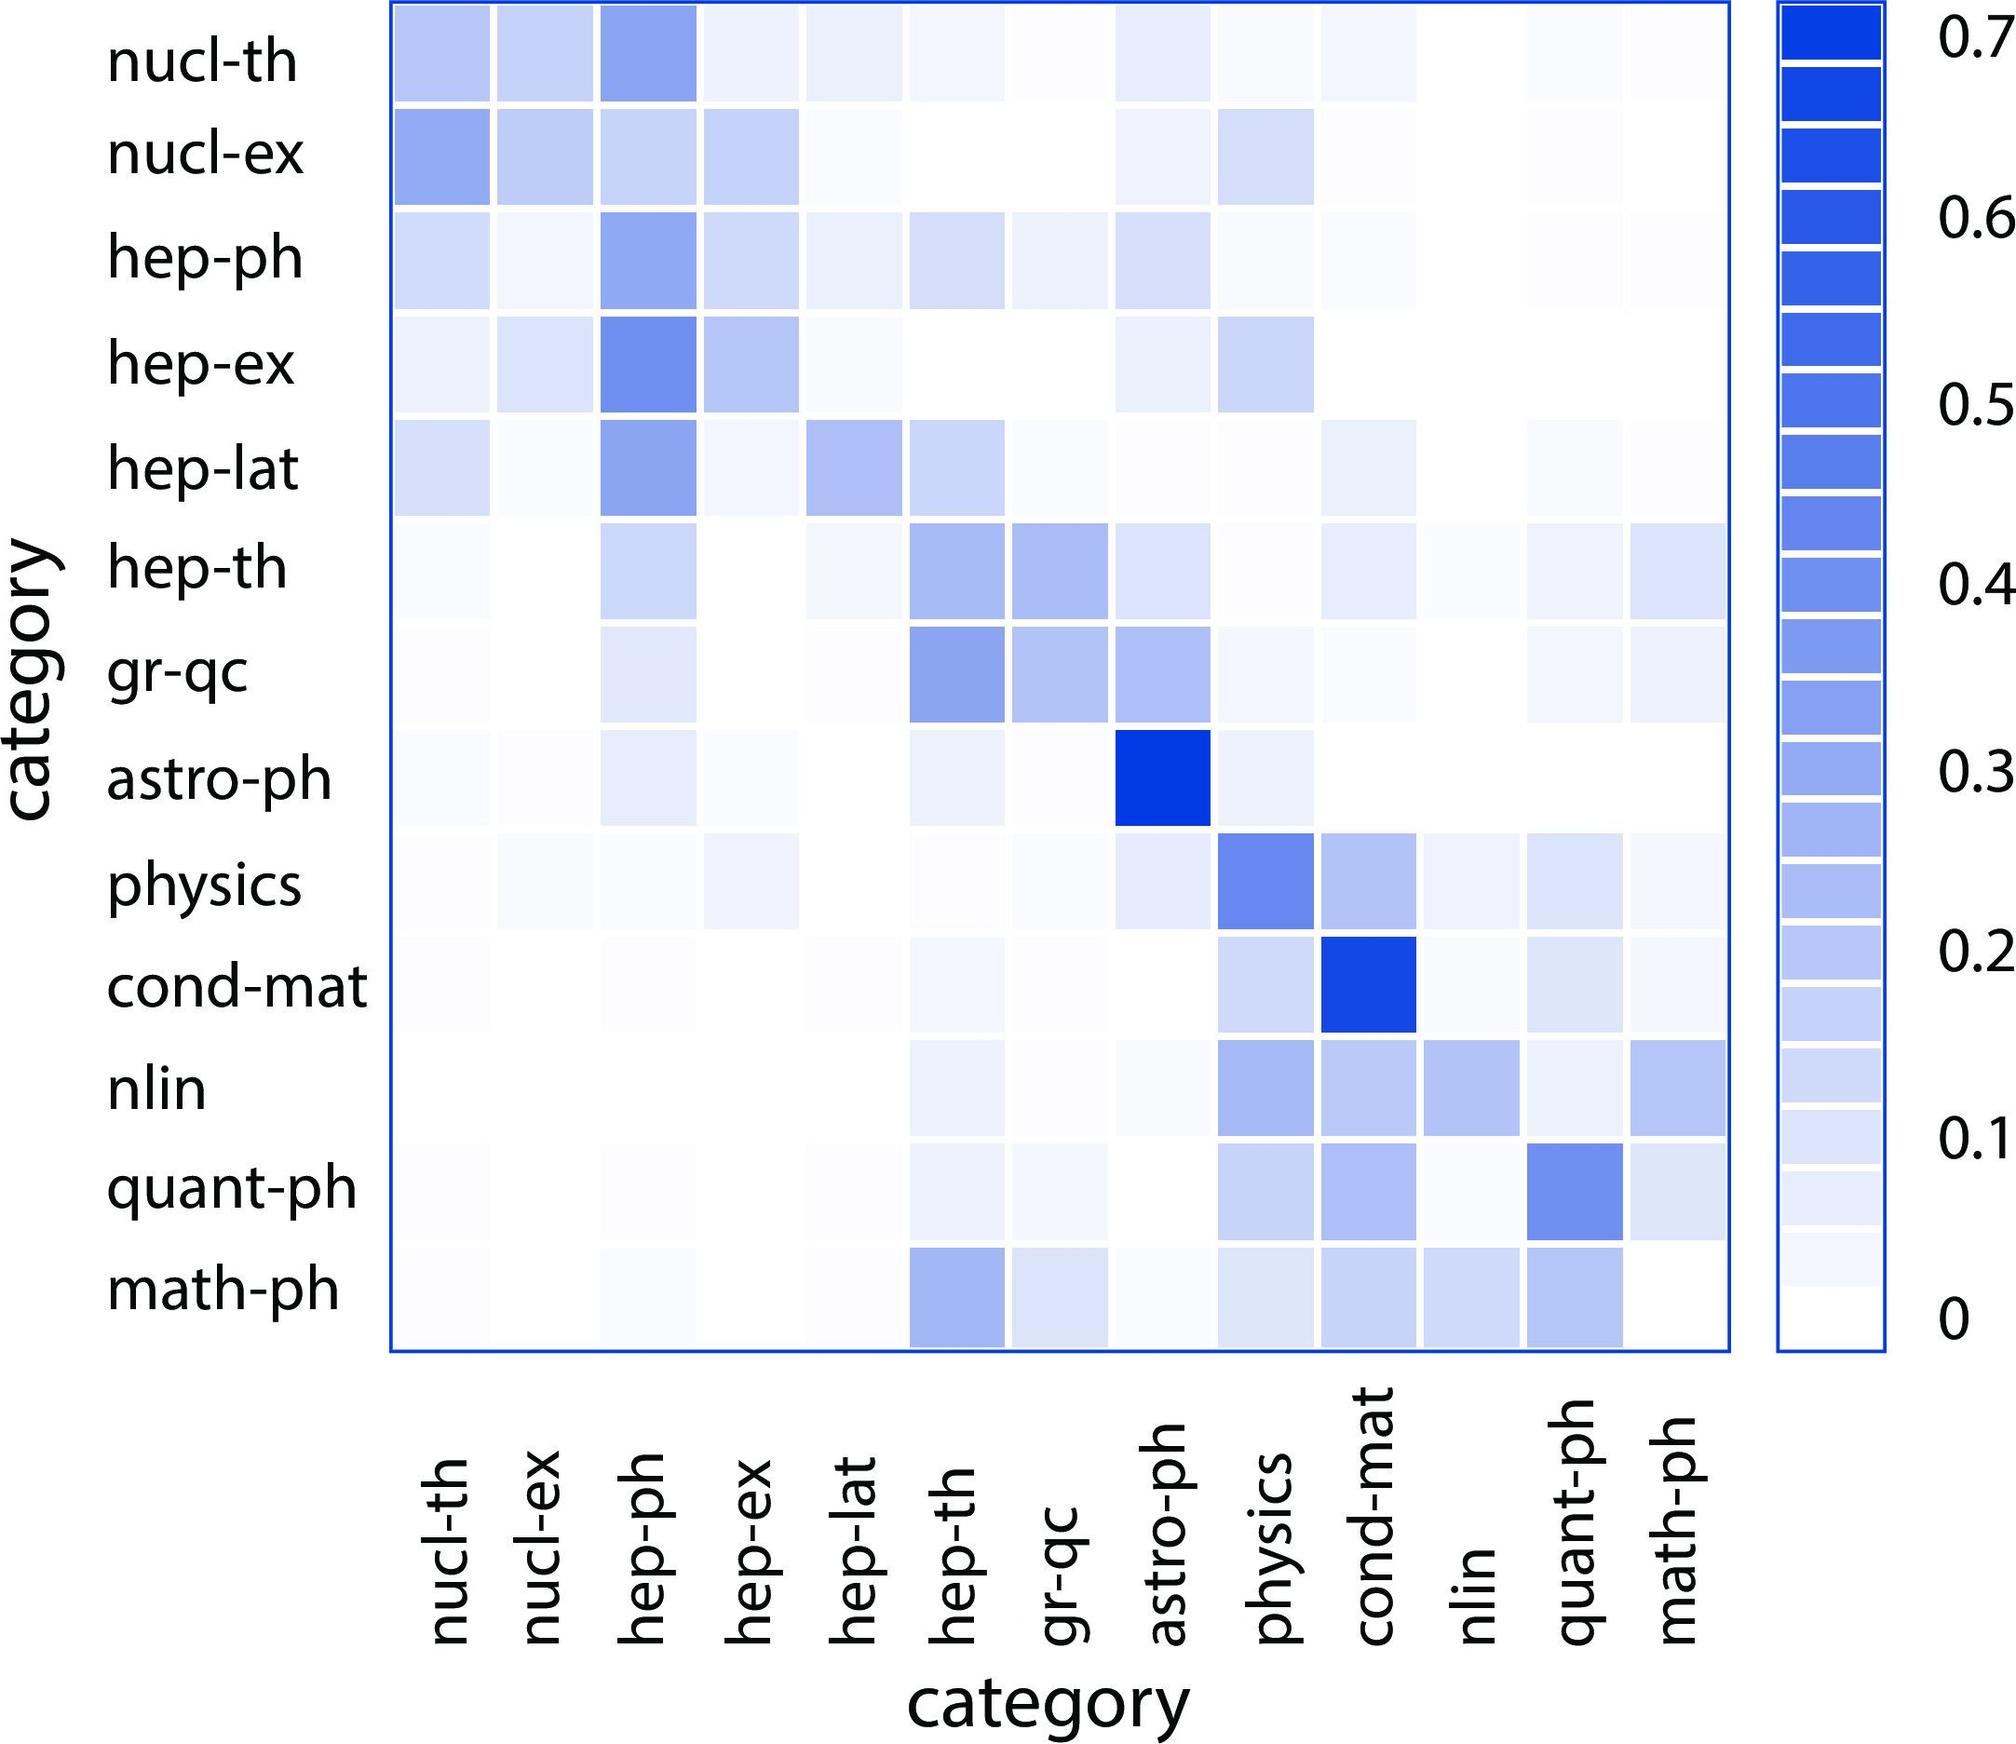 category
nucl-th
nucl-ex
hep-ph
hep-ex
hep-lat
hep-th
gr-qc
astro-ph
physics
cond-mat
nlin
quant-ph
math-ph
0.7
0.6
0.5
0.4
0.3
0.2
0.1
0
nucl-th
nucl-ex
hep-ph
hep-ex
hep-lat
hep-th
gr-qc
astro-ph
physics
cond-mat
nlin
quant-ph
math-ph
category